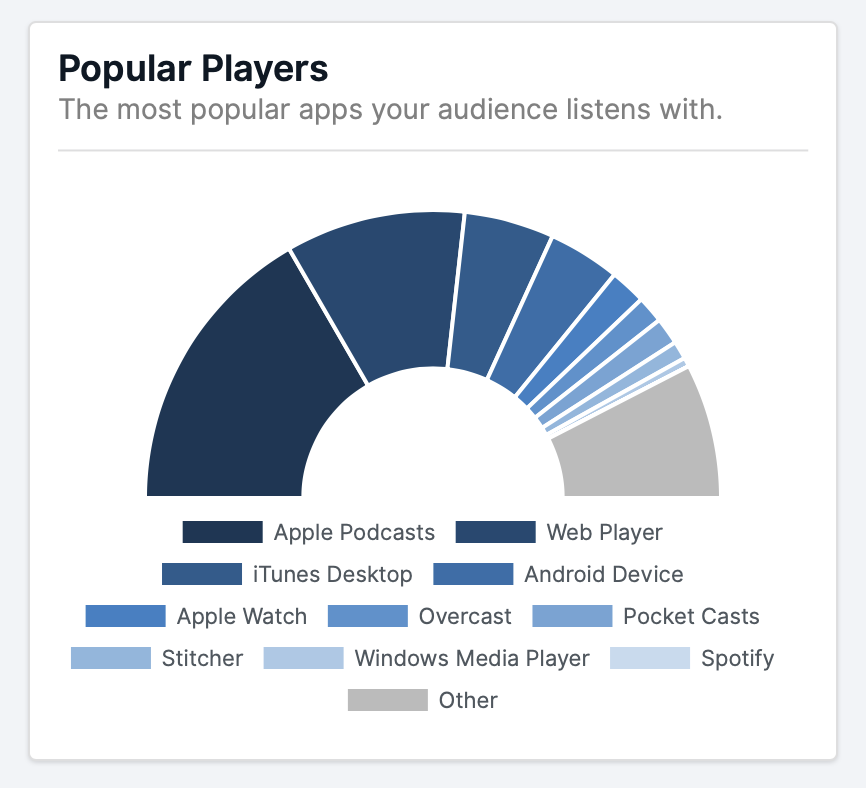 Popular Players
The most popular apps your audience listens with.
Apple Podcasts Web Player
iTunes Desktop Android Device
Apple Watch Overcast Pocket Casts
Stitcher Windows Media Player Spotify
Other